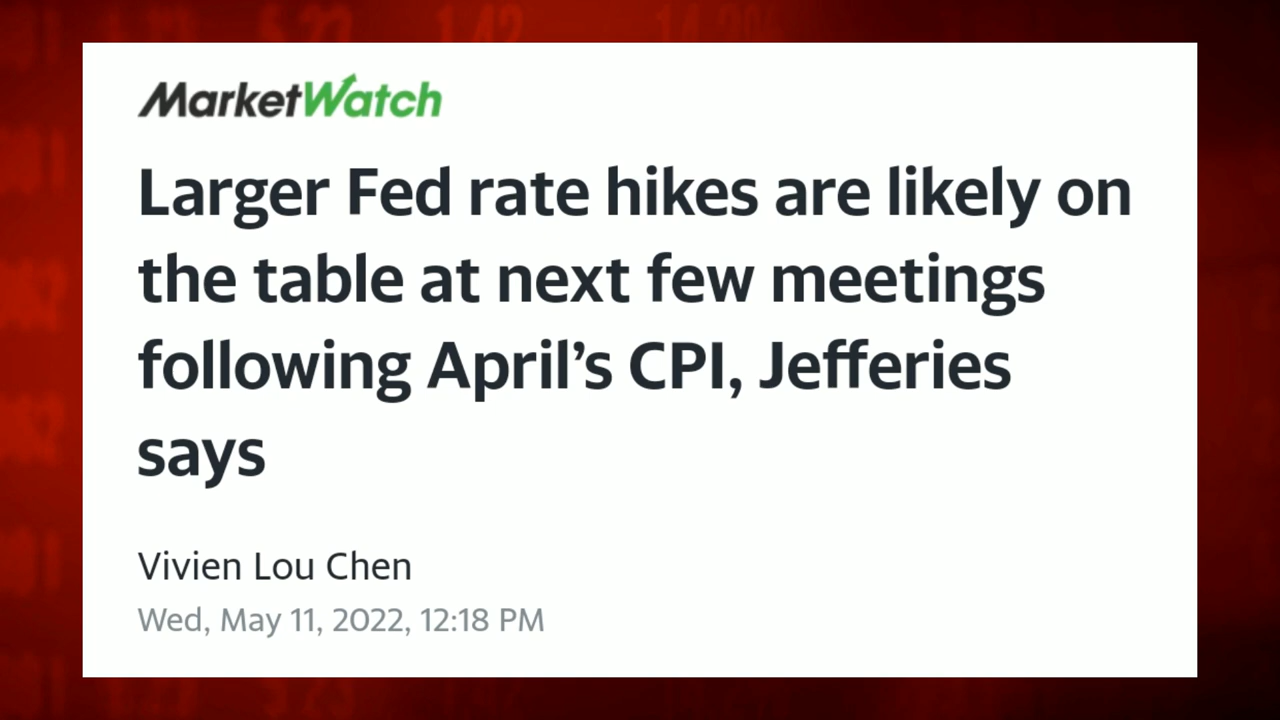 MarketWatch
Larger Fed rate hikes are likely on
the table at next few meetings
following April’s CPI, Jefferies
says
Vivien Lou Chen
Wed, May 11, 2022, 12:18 PM